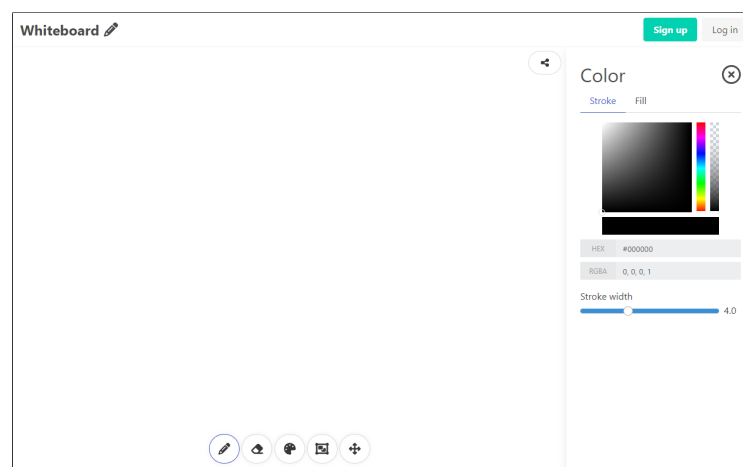 Whiteboard
Sign up
Log in
Color
Stroke
Fill
HEX #000000
RGBA 0, 0, 0, 1
Stroke width
4.0